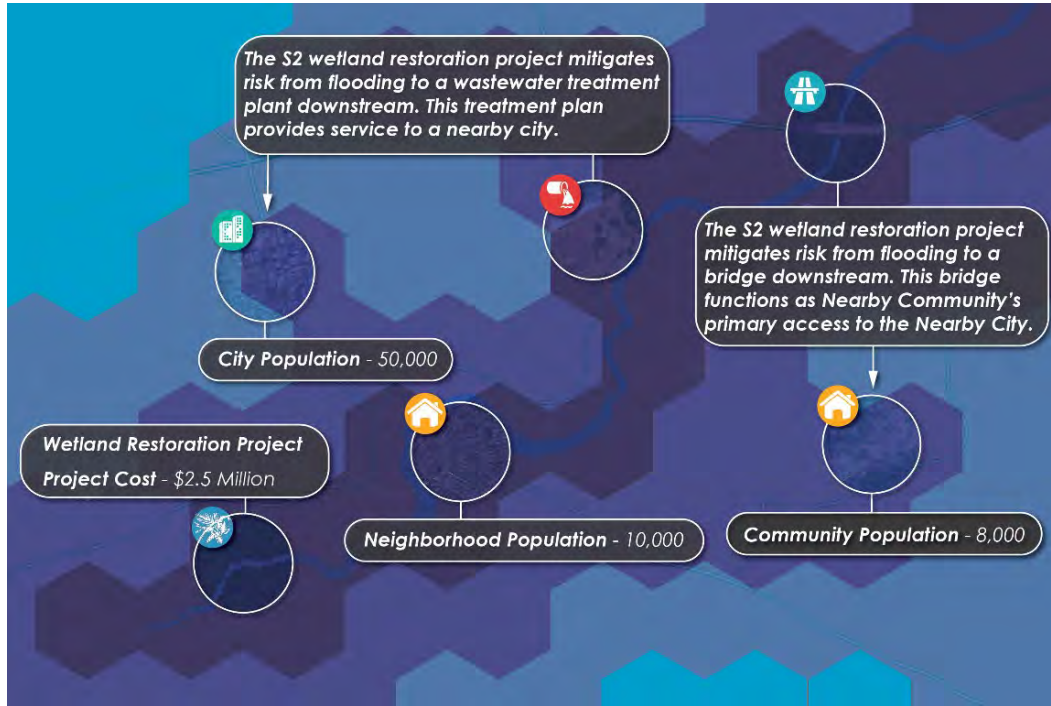 The S2 wetland restoration project mitigates
risk from flooding to a wastewater treatment
plant downstream. This treatment plan
provides service to a nearby city.
The S2 wetland restoration project
mitigates risk from flooding to a
bridge downstream. This bridge
functions as Nearby Community's
primary access to the Nearby City.
City Population - 50,000
Wetland Restoration Project
Project Cost - $2.5 Million
Neighborhood Population - 10,000
Community Population - 8,000